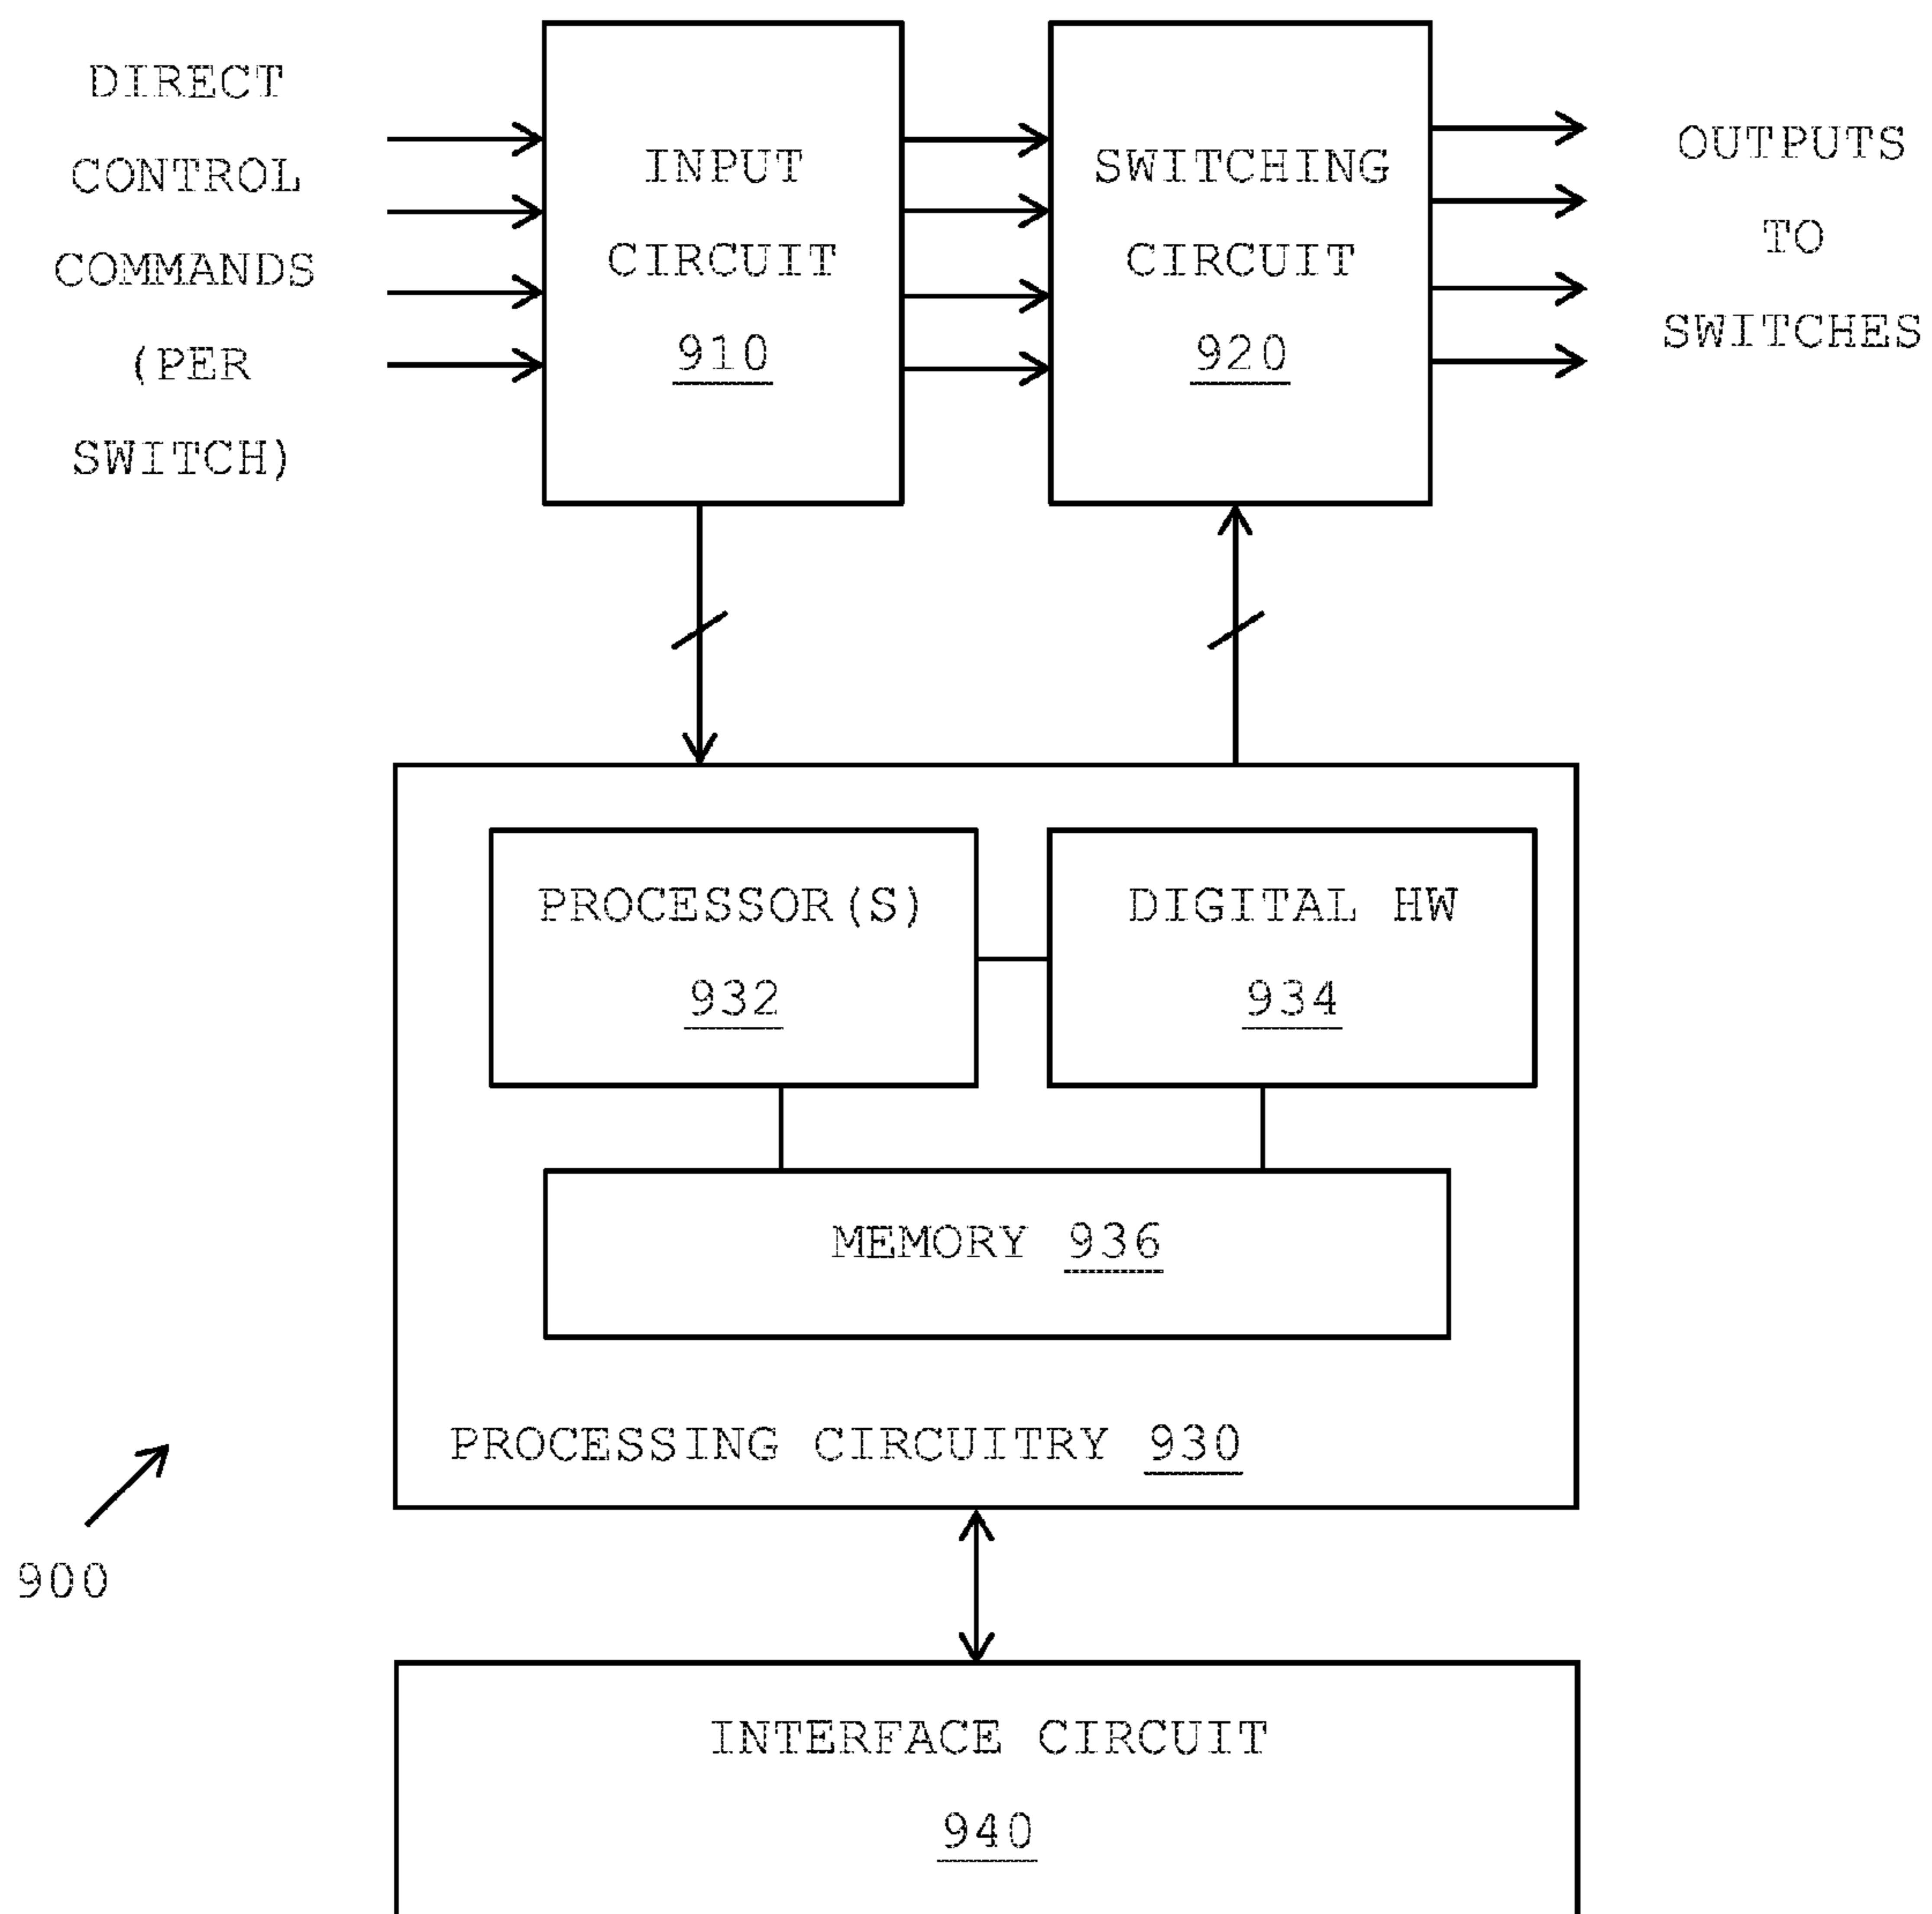 DIRECT
CONTROL
COMMANDS
(PER
SWITCH)
INPUT
CIRCUIT
910
SWITCHING
CIRCUIT
920
OUTPUTS
TO
SWITCHES
PROCESSOR(S)
932
DIGITAL HW
934
MEMORY 936
PROCESSING CIRCUITRY 930
900
INTERFACE CIRCUIT
940